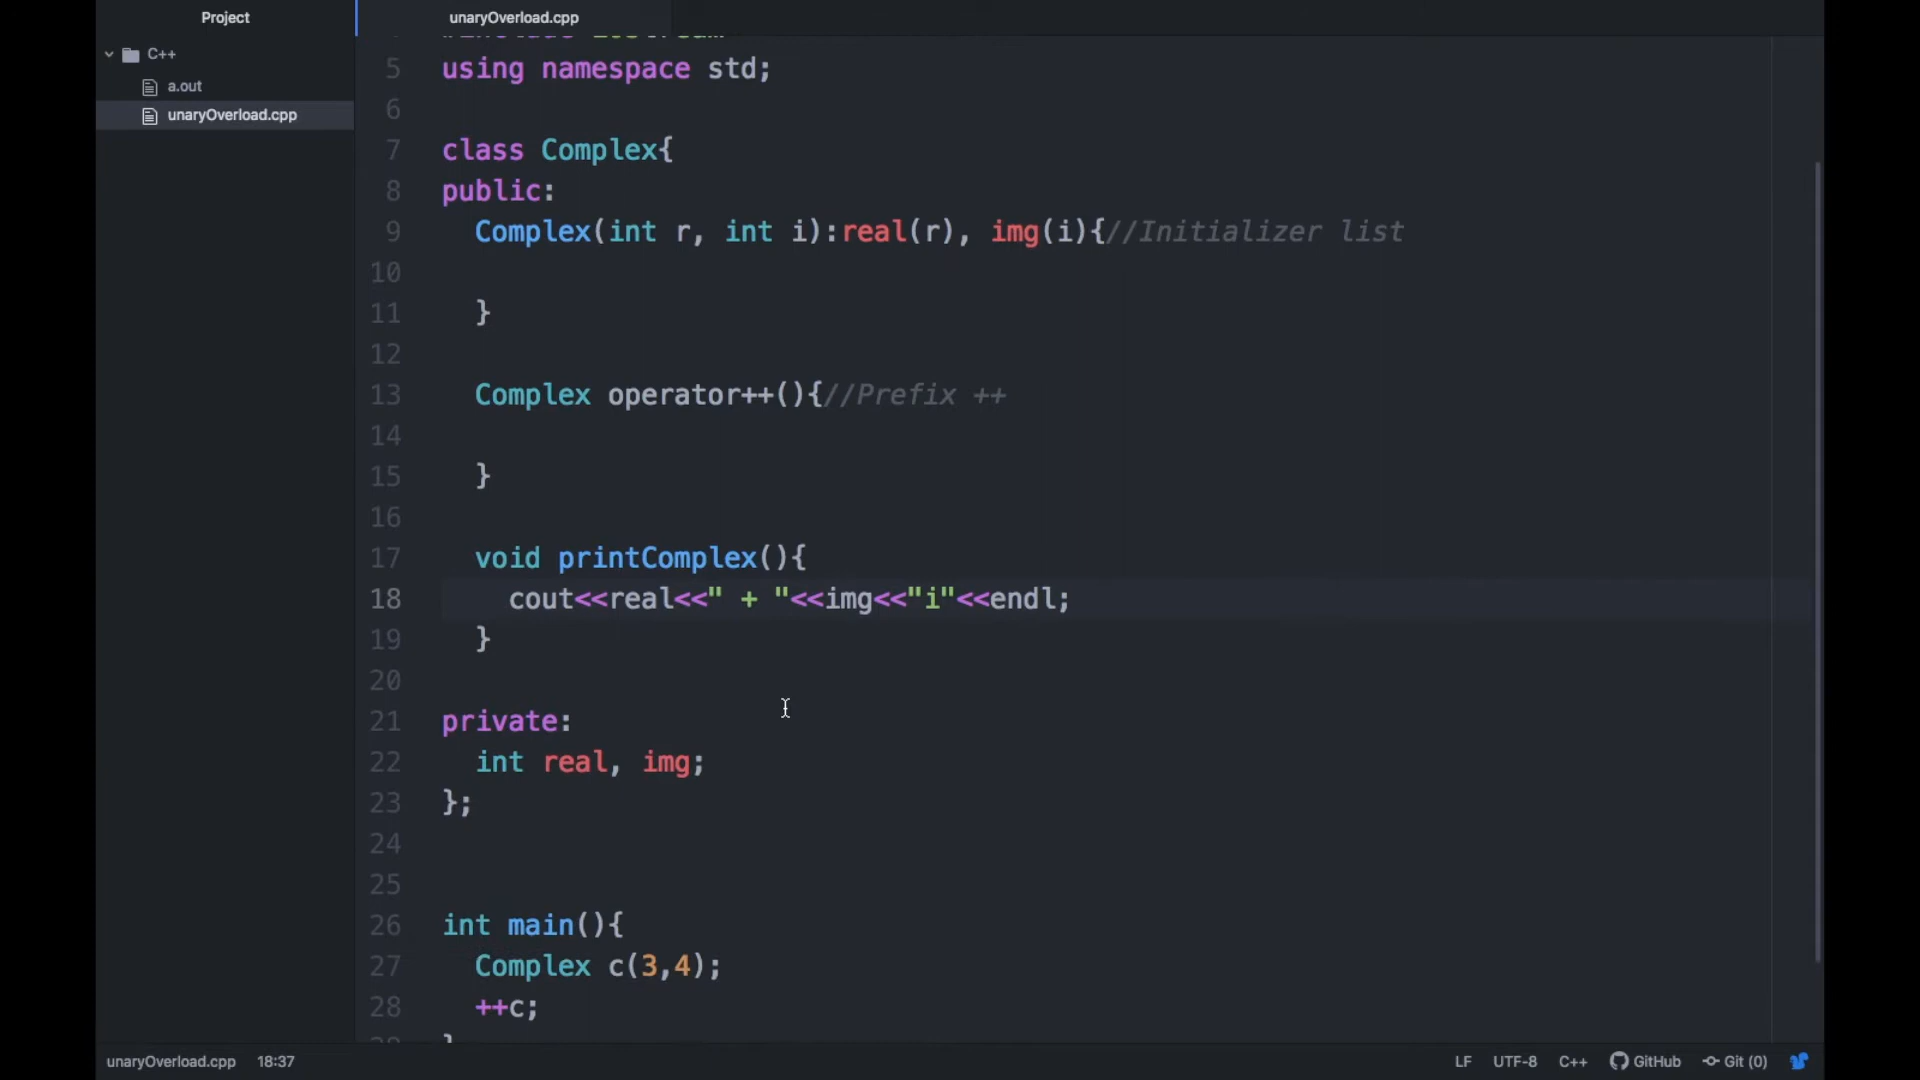 Project
unaryOverload.cpp
C++
a.out
unaryOverload.cpp
5 using namespace std;
6
7 class Complex{
8 public:
9 Complex(int r, int i):real(r), img(i){//Initializer list
10
11 }
12
13 Complex operator++(){//Prefix ++
14
15 }
16
17 void printComplex(){
18 cout<<real<<" + "<<img<<"i"<<endl;
19 }
20
21 private:
22 int real, img;
23 };
24
25
26 int main(){
27 Complex c(3,4);
28 ++c;
unaryOverload.cpp 18:37 LF UTF-8 C++ GitHub Git (0)